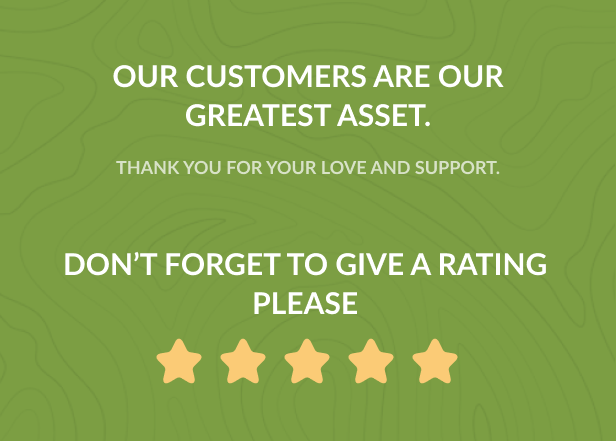 OUR CUSTOMERS ARE OUR
GREATEST ASSET.
THANK YOU FOR YOUR LOVE AND SUPPORT.
DON’T FORGET TO GIVE A RATING
PLEASE